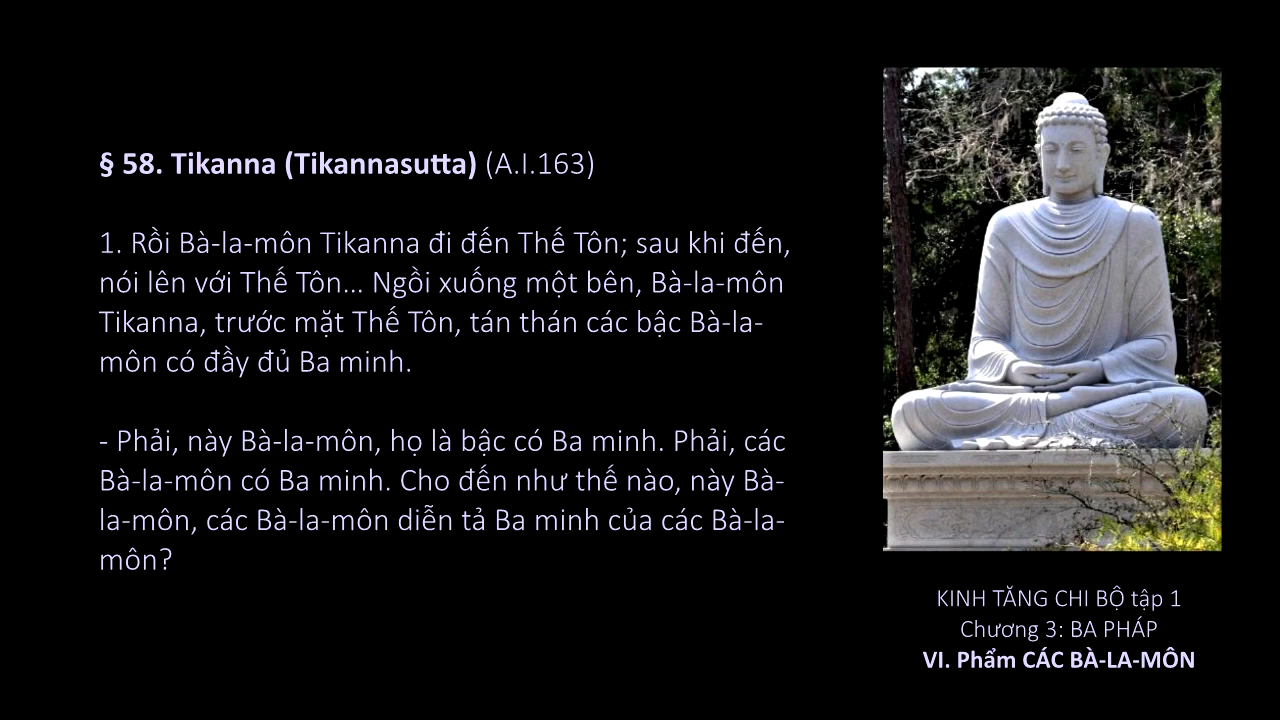 § 58. Tikanna (Tikannasutta) (A.I.163)
1. Rồi Bà-la-môn Tikanna đi đến Thế Tôn; sau khi đến,
nói lên với Thế Tôn... Ngồi xuống một bên, Bà-la-môn
Tikanna, trước mặt Thế Tôn, tán thán các bậc Bà-la-
môn có đầy đủ Ba minh.
- Phải, này Bà-la-môn, họ là bậc có Ba minh. Phải, các
Bà-la-môn có Ba minh. Cho đến như thế nào, này Bà-
la-môn, các Bà-la-môn diễn tả Ba minh của các Bà-la-
môn?
KINH TĂNG CHI BỘ tập 1
Chương 3: BA PHÁP
VI. Phẩm CÁC BÀ-LA-MÔN